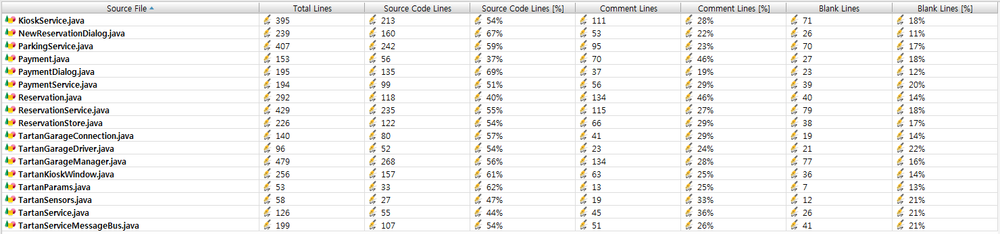 Source File Total Lines Source Code Lines Source Code Lines [%] Comment Lines Comment Lines [%] Blank Lines Blank Lines [%]
KioskService.java 395 213 54% 111 28% 71 18%
NewReservationDialog.java 239 160 67% 53 22% 26 11%
ParkingService.java 407 242 59% 95 23% 70 17%
Payment.java 153 56 37% 70 46% 27 18%
PaymentDialog.java 195 135 69% 37 19% 23 12%
PaymentService.java 194 99 51% 56 29% 39 20%
Reservation.java 292 118 40% 134 46% 40 14%
ReservationService.java 429 235 55% 115 27% 79 18%
ReservationStore.java 226 122 54% 66 29% 38 17%
TartanGarageConnection.java 140 80 57% 41 29% 19 14%
TartanGarageDriver.java 96 52 54% 23 24% 21 22%
TartanGarageManager.java 479 268 56% 134 28% 77 16%
TartanKioskWindow.java 256 157 61% 63 25% 36 14%
TartanParams.java 53 33 62% 13 25% 7 13%
TartanSensors.java 58 27 47% 19 33% 12 21%
TartanService.java 126 55 44% 45 36% 26 21%
TartanServiceMessageBus.java 199 107 54% 51 26% 41 21%